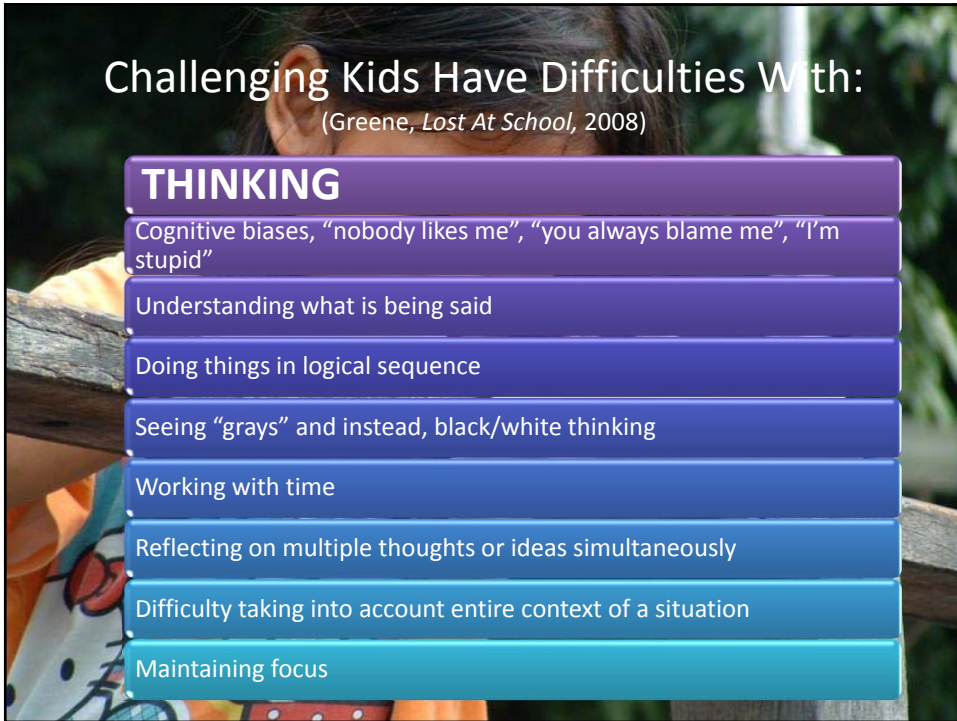 Challenging Kids Have Difficulties With:
(Greene, Lost At School, 2008)
THINKING
Cognitive biases, “nobody likes me”, “you always blame me”, “I’m
stupid”
Understanding what is being said
Doing things in logical sequence
Seeing “grays” and instead, black/white thinking
Working with time
Reflecting on multiple thoughts or ideas simultaneously
Difficulty taking into account entire context of a situation
Maintaining focus